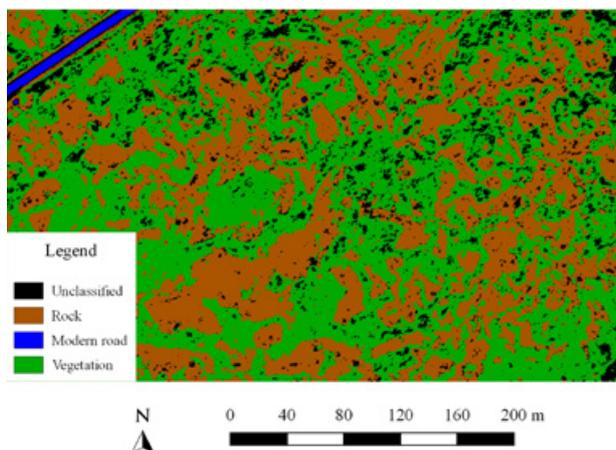 Legend
Unclassified
Rock
Modern road
Vegetation
N
0 40 80 120 160 200 m